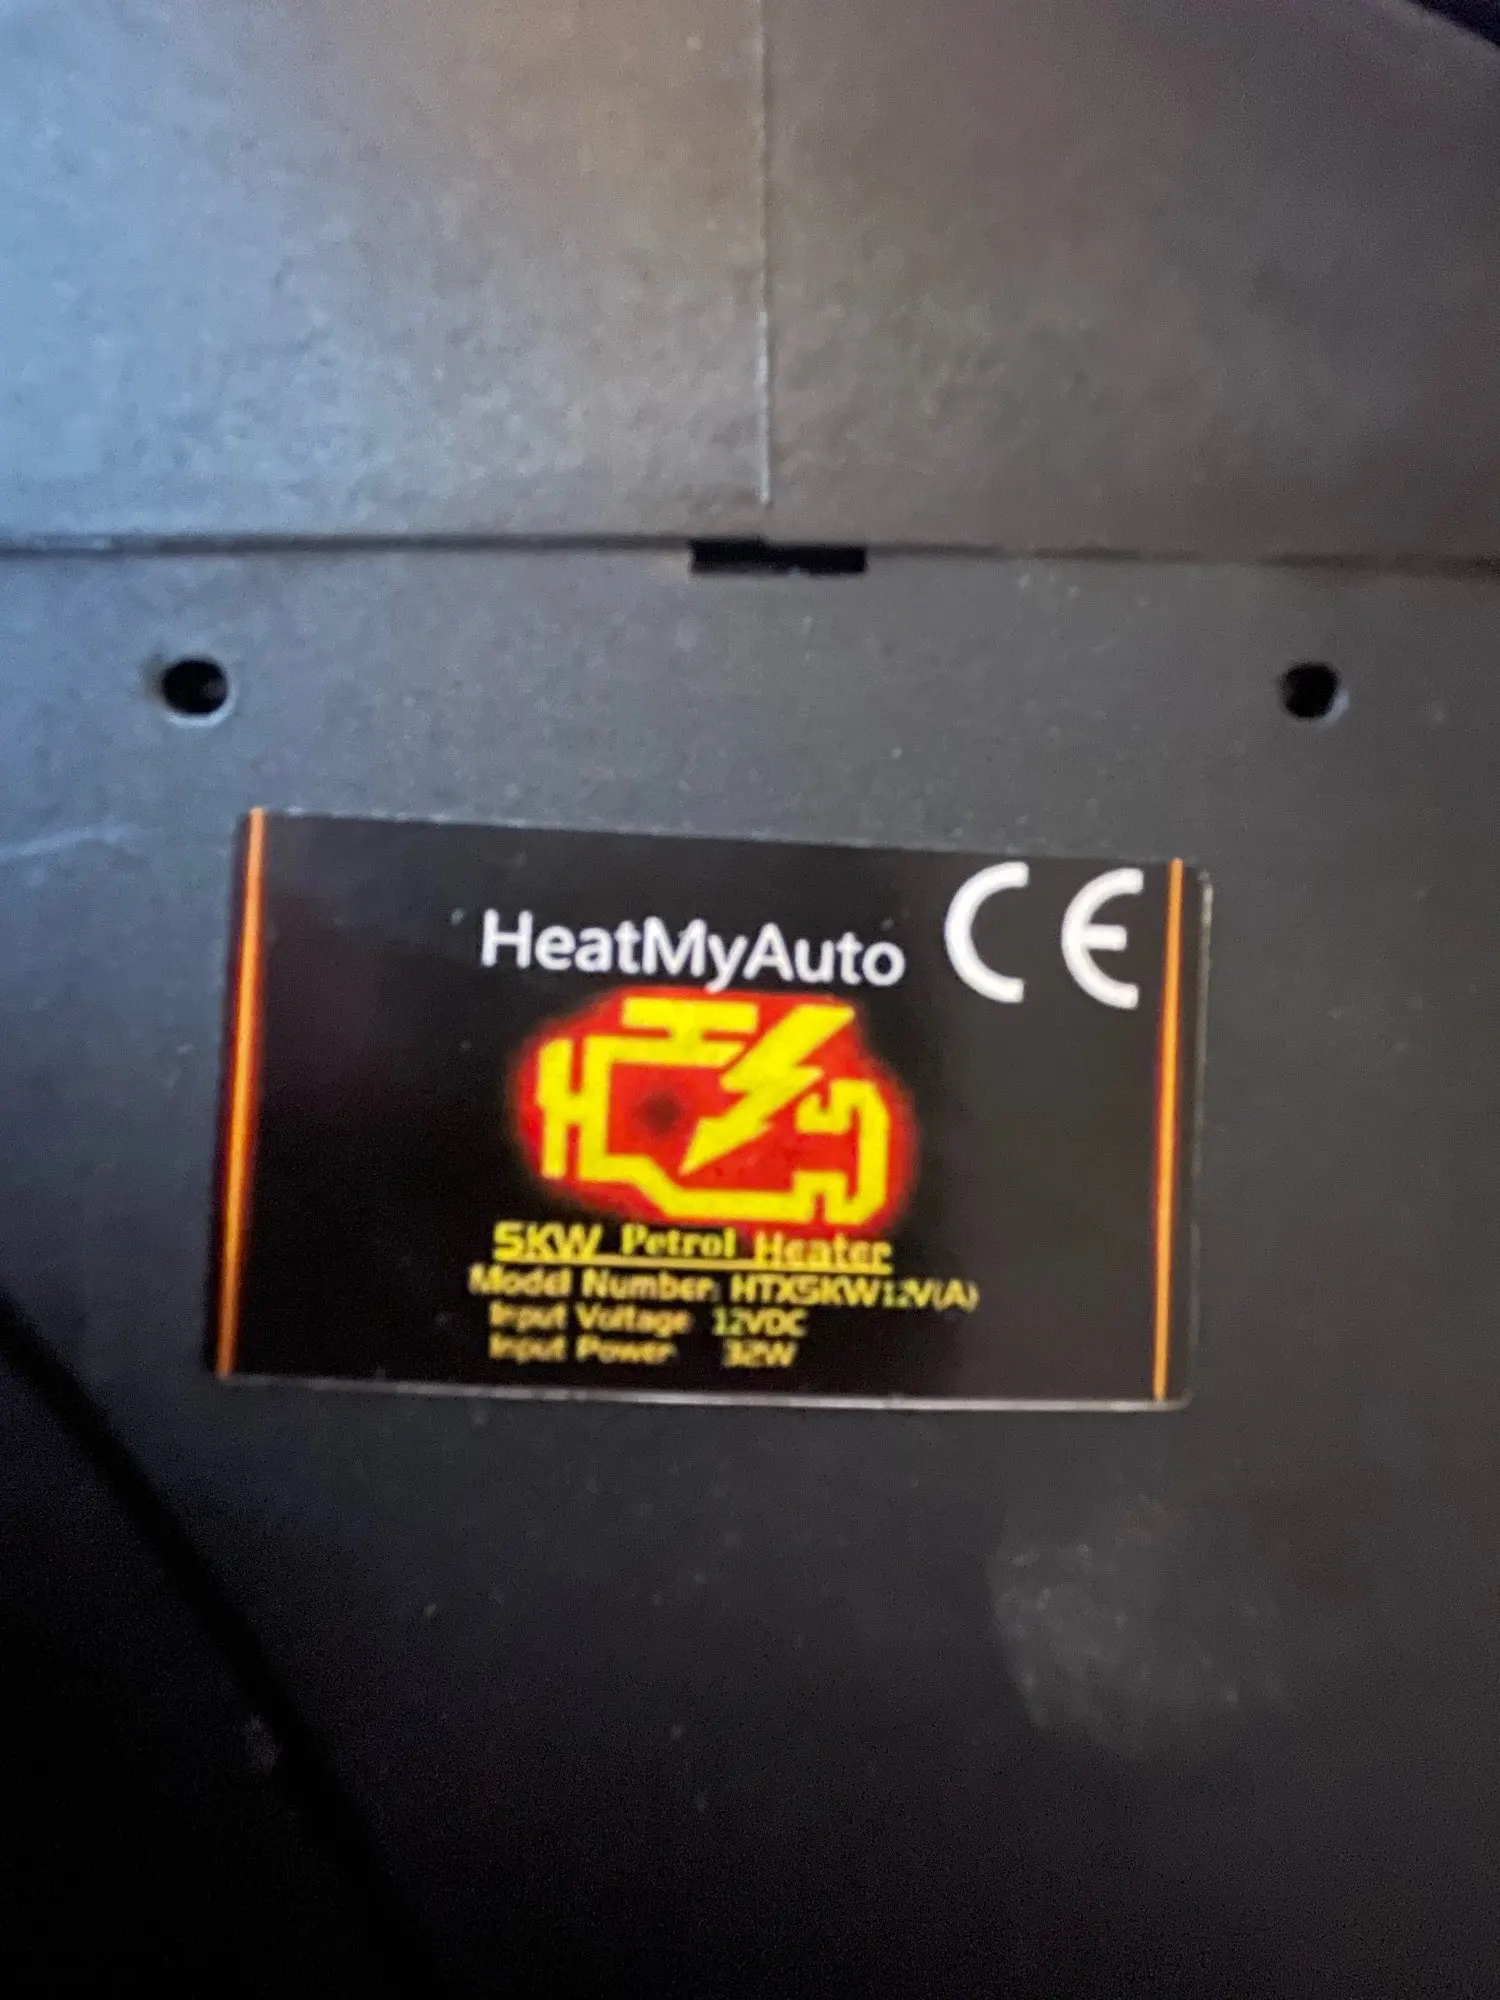 HeatMyAuto CE
5KW Petrol Heater
Model Number: HTX5KW12V(A)
Input Voltage 12VDC
Input Power 32W